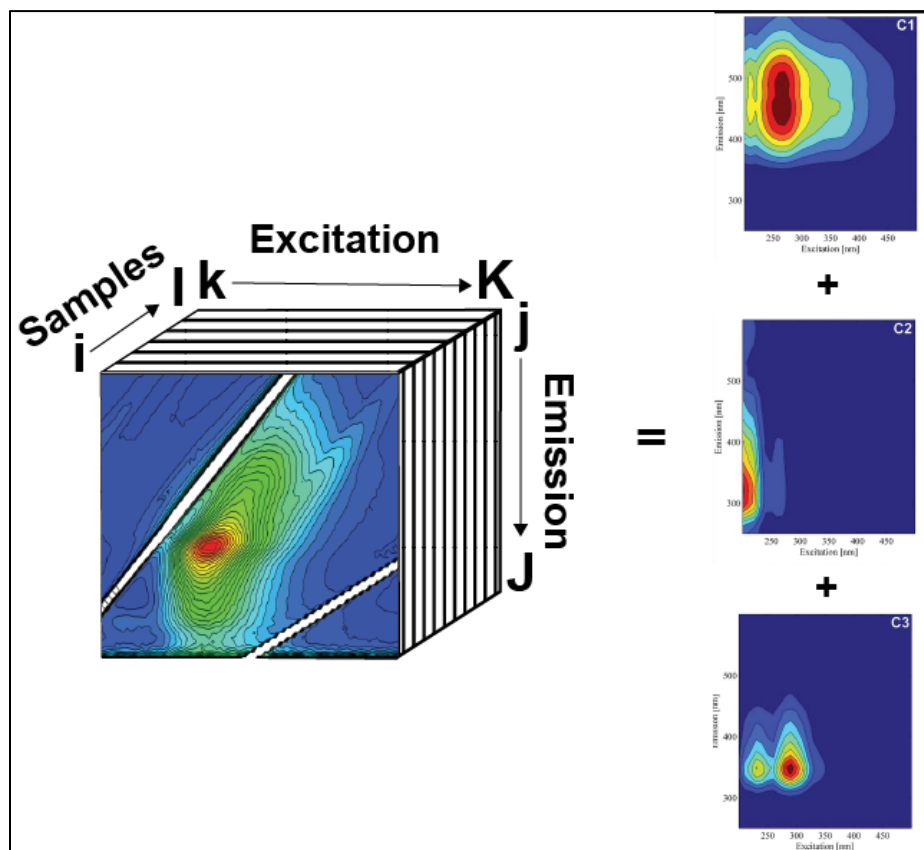 Samples
i
I
k
Excitation
K
j
Emission
J
=
C1
Emission [nm]
500
400
300
250 300 350 400 450
Excitation [nm]
+
C2
Emission [nm]
500
400
300
250 300 350 400 450
Excitation [nm]
+
C3
Emission [nm]
500
400
300
250 300 350 400 450
Excitation [nm]